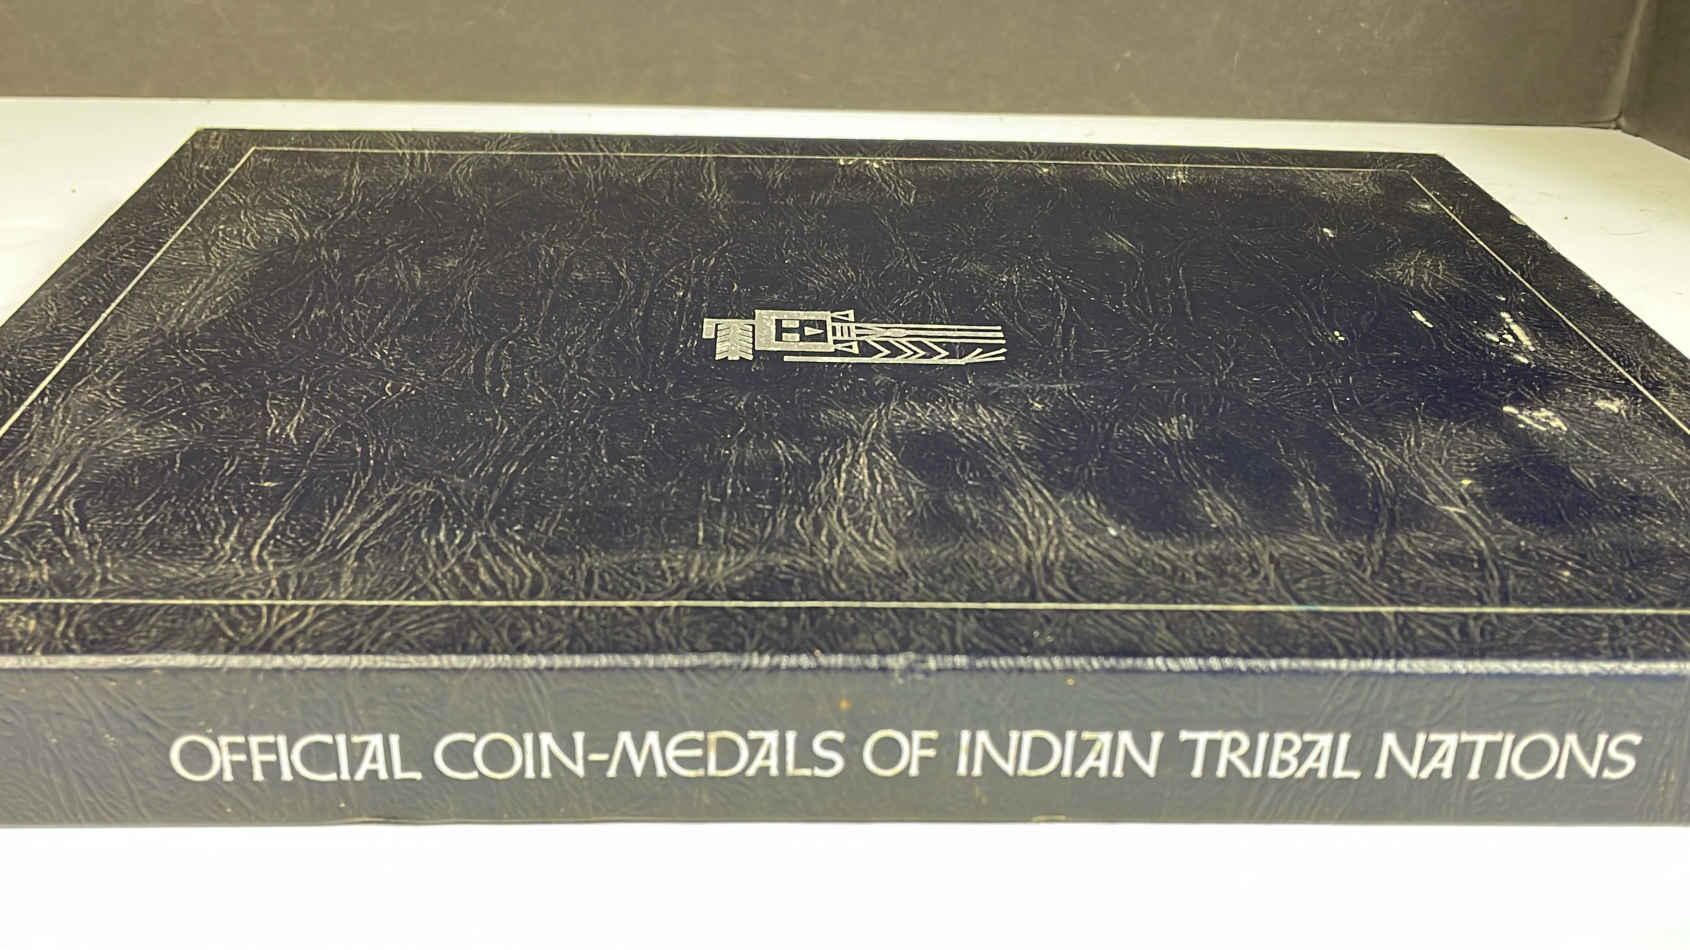 OFFICIAL COIN-MEDALS OF INDIAN TRIBAL NATIONS